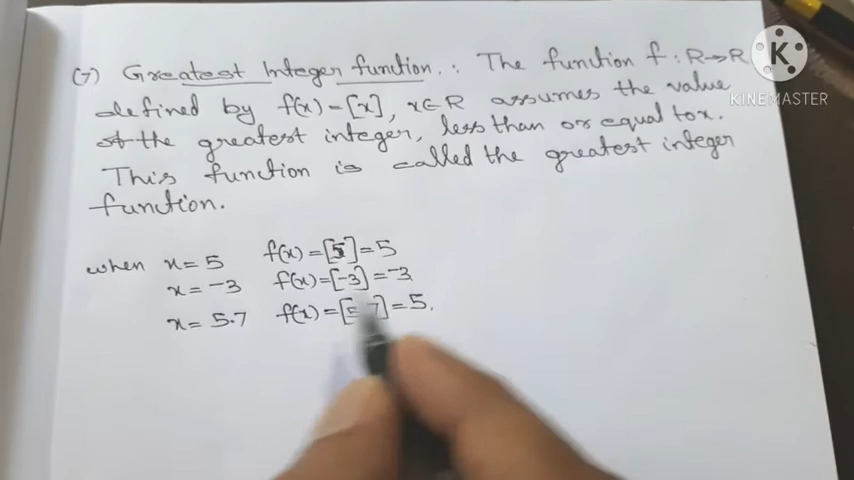 (7) Greatest Integer function.: The function f: R→R
defined by f(x) = [x], x∈R assumes the value
of the greatest integer, less than or equal to x.
This function is called the greatest integer
function.
when x = 5 f(x) = [5] = 5
x = -3 f(x) = [-3] = -3
x = 5.7 f(x) = [5.7] = 5.
K
KINEMASTER